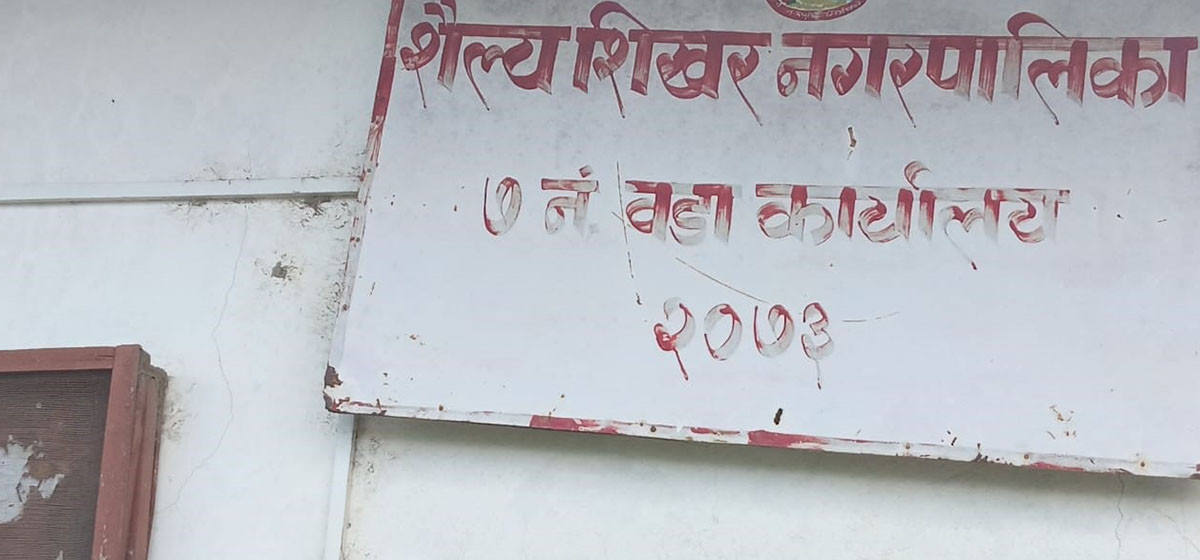 शैल्य शिखर नगरपालिका
७ नं वडा कार्यालय
२०७३